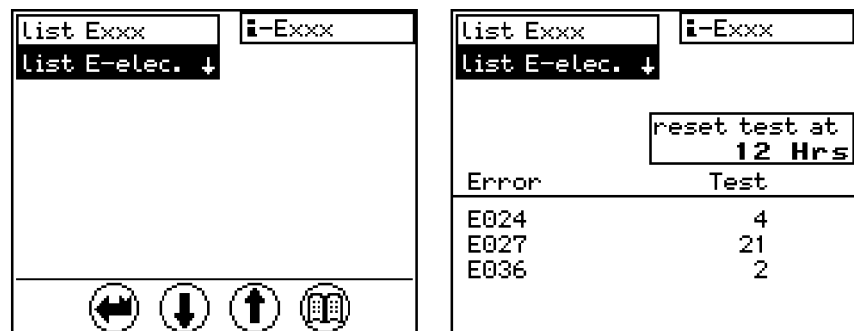 list Exxx
i-Exxx
list E-elec. ↓
list Exxx
i-Exxx
list E-elec. ↓
reset test at
12 Hrs
Error Test
E024 4
E027 21
E036 2